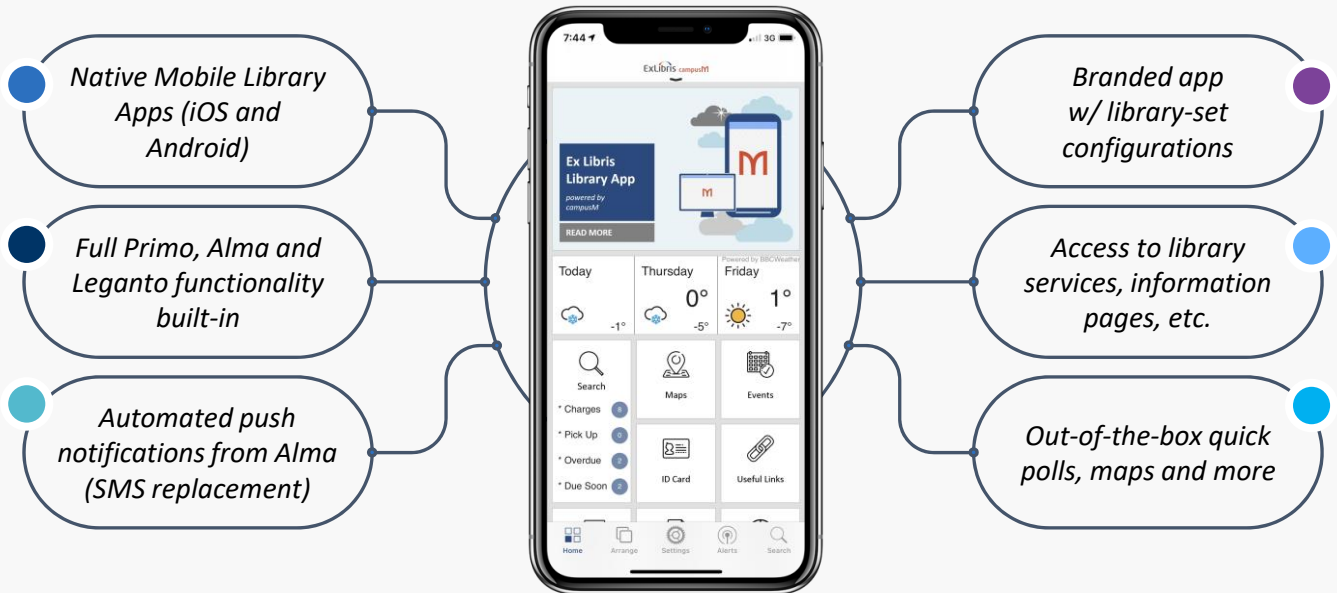 Native Mobile Library
Apps (iOS and
Android)
Full Primo, Alma and
Leganto functionality
built-in
Automated push
notifications from Alma
(SMS replacement)
7:44
3G
ExLibris campusM
Ex Libris
Library App
powered by
campusM
READ MORE
M
M
Powered by BBCWeather
Today
Thursday
Friday
-1°
0°
-5°
1°
-7°
Search
* Charges
* Pick Up 0
* Overdue 2
* Due Soon 2
Maps
Events
ID Card
Useful Links
Home
Arrange
Settings
Alerts
Search
Branded app
w/ library-set
configurations
Access to library
services, information
pages, etc.
Out-of-the-box quick
polls, maps and more